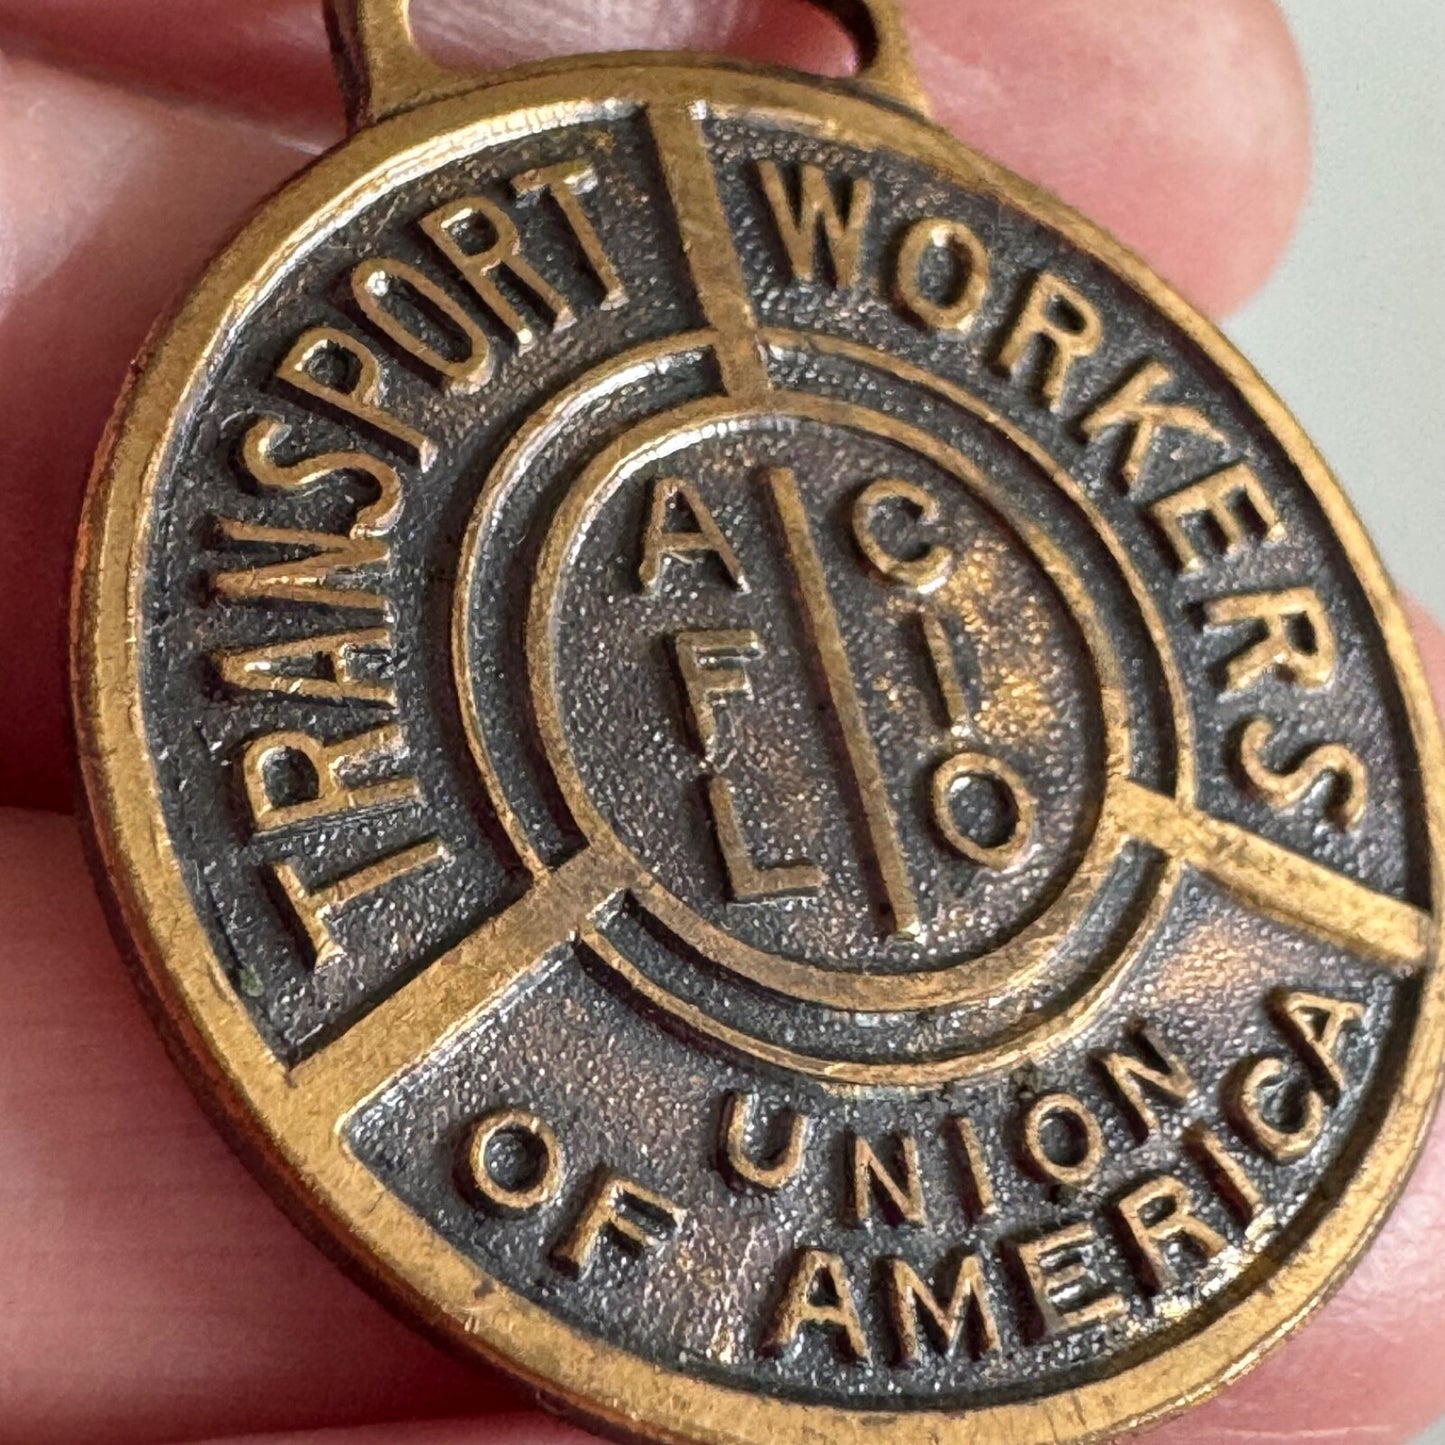 TRANSPORT
WORKERS
UNION
OF AMERICA
AFL
CIO